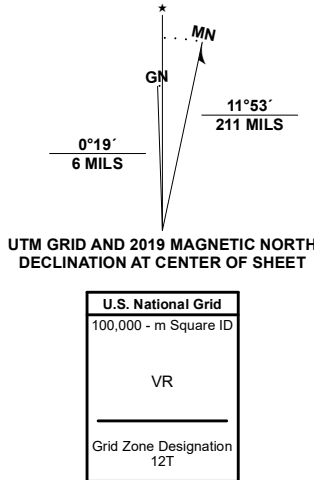 ★
MN
GN
11°53´
211 MILS
0°19´
6 MILS
UTM GRID AND 2019 MAGNETIC NORTH
DECLINATION AT CENTER OF SHEET
U.S. National Grid
100,000 - m Square ID
VR
Grid Zone Designation
12T